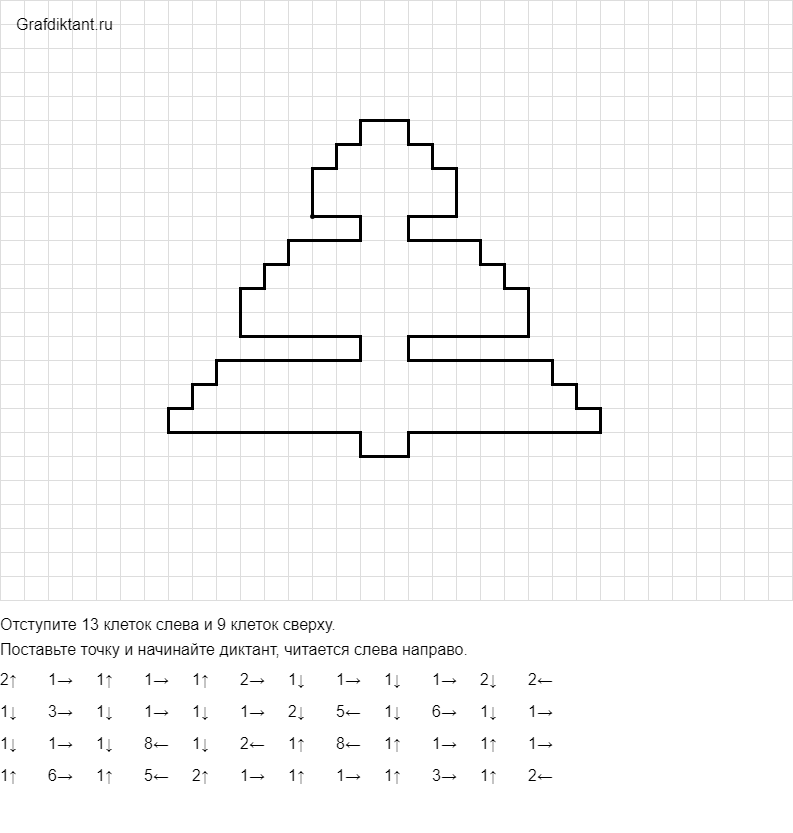 Grafdiktant.ru
Отступите 13 клеток слева и 9 клеток сверху.
Поставьте точку и начинайте диктант, читается слева направо.
2↑ 1→ 1↑ 1→ 1↑ 2→ 1↓ 1→ 1↓ 1→ 2↓ 2←
1↓ 3→ 1↓ 1→ 1↓ 1→ 2↓ 5← 1↓ 6→ 1↓ 1→
1↓ 1→ 1↓ 8← 1↓ 2← 1↑ 8← 1↑ 1→ 1↑ 1→
1↑ 6→ 1↑ 5← 2↑ 1→ 1↑ 1→ 1↑ 3→ 1↑ 2←